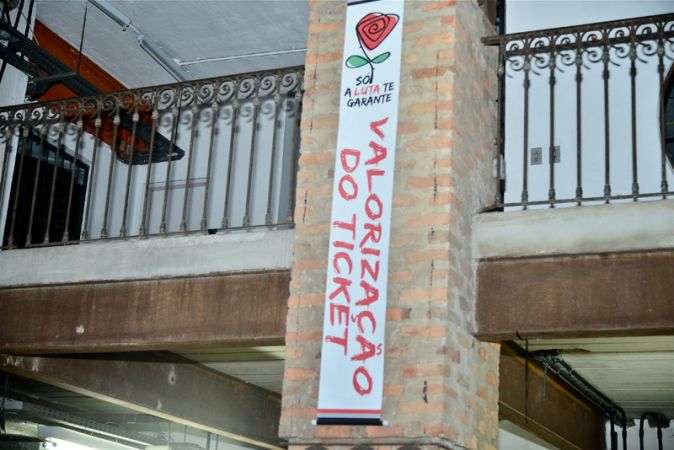 SÓ
A LUTA TE
GARANTE
VALORIZAÇÃO
DO TICKET